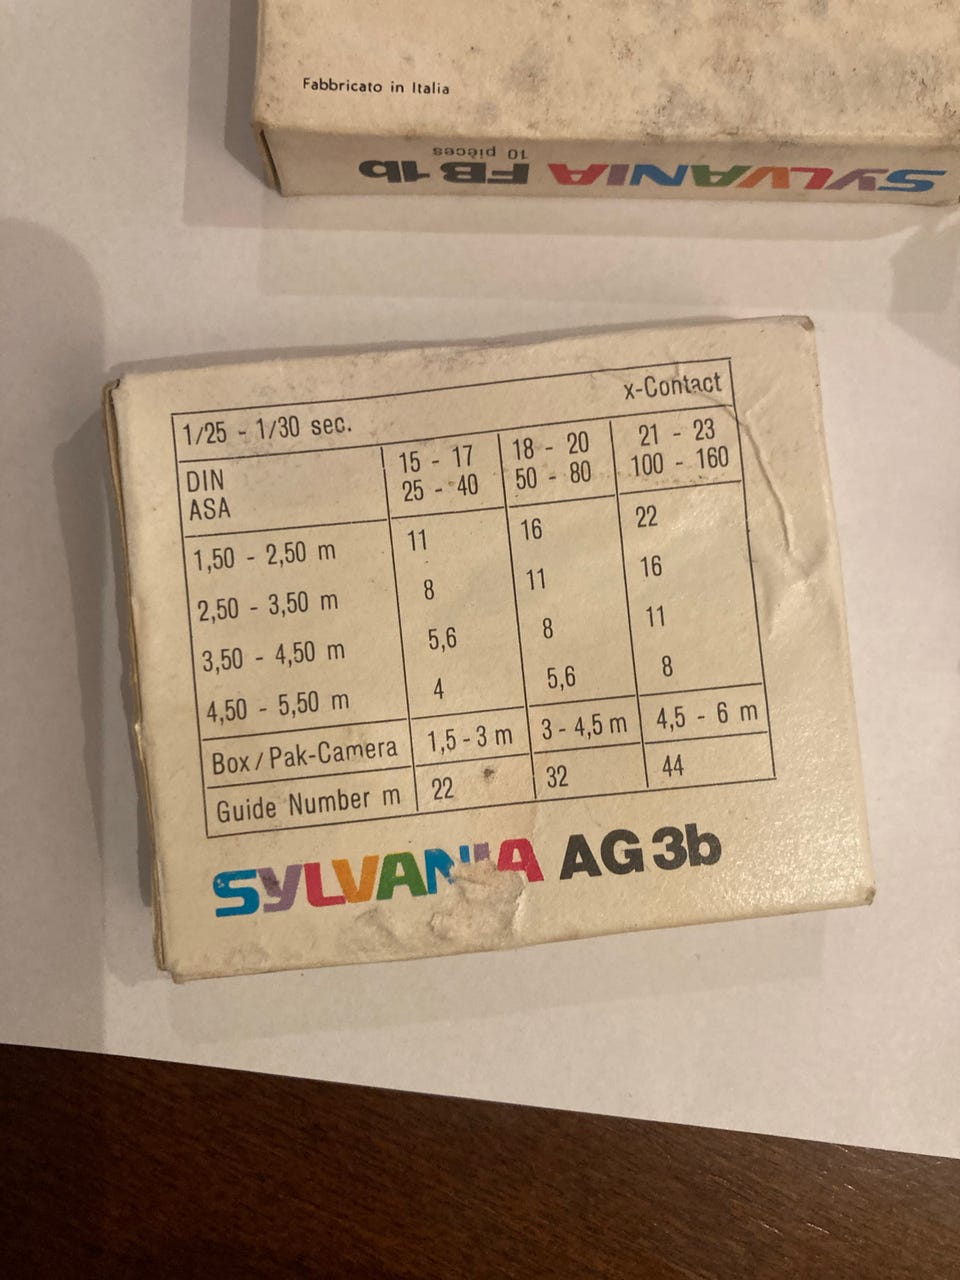 Fabbricato in Italia
10 pièces
SYLVANIA FB 1b
1/25 - 1/30 sec. x-Contact
DIN 15 - 17 18 - 20 21 - 23
ASA 25 - 40 50 - 80 100 - 160
1,50 - 2,50 m 11 16 22
2,50 - 3,50 m 8 11 16
3,50 - 4,50 m 5,6 8 11
4,50 - 5,50 m 4 5,6 8
Box / Pak-Camera 1,5 - 3 m 3 - 4,5 m 4,5 - 6 m
Guide Number m 22 32 44
SYLVANIA AG 3b